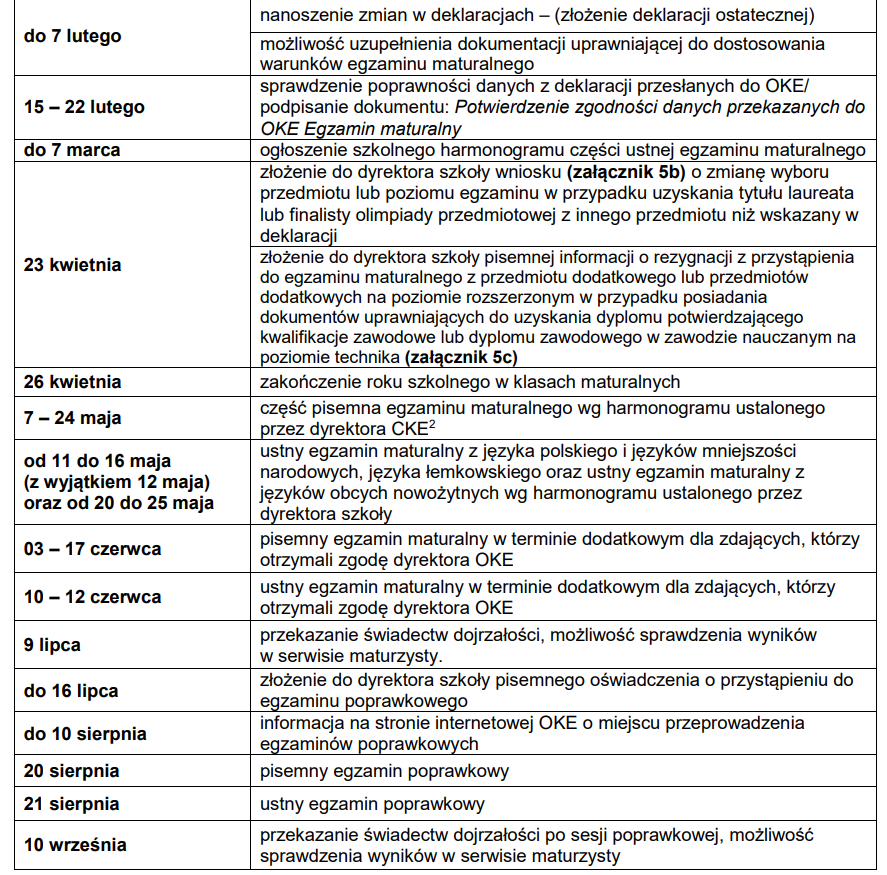 do 7 lutego
nanoszenie zmian w deklaracjach – (złożenie deklaracji ostatecznej)
możliwość uzupełnienia dokumentacji uprawniającej do dostosowania
warunków egzaminu maturalnego
15 – 22 lutego
sprawdzenie poprawności danych z deklaracji przesłanych do OKE/
podpisanie dokumentu: Potwierdzenie zgodności danych przekazanych do
OKE Egzamin maturalny
do 7 marca
ogłoszenie szkolnego harmonogramu części ustnej egzaminu maturalnego
23 kwietnia
złożenie do dyrektora szkoły wniosku (załącznik 5b) o zmianę wyboru
przedmiotu lub poziomu egzaminu w przypadku uzyskania tytułu laureata
lub finalisty olimpiady przedmiotowej z innego przedmiotu niż wskazany w
deklaracji
złożenie do dyrektora szkoły pisemnej informacji o rezygnacji z przystąpienia
do egzaminu maturalnego z przedmiotu dodatkowego lub przedmiotów
dodatkowych na poziomie rozszerzonym w przypadku posiadania
dokumentów uprawniających do uzyskania dyplomu potwierdzającego
kwalifikacje zawodowe lub dyplomu zawodowego w zawodzie nauczanym na
poziomie technika (załącznik 5c)
26 kwietnia
zakończenie roku szkolnego w klasach maturalnych
7 – 24 maja
część pisemna egzaminu maturalnego wg harmonogramu ustalonego
przez dyrektora CKE²
od 11 do 16 maja
(z wyjątkiem 12 maja)
oraz od 20 do 25 maja
ustny egzamin maturalny z języka polskiego i języków mniejszości
narodowych, języka łemkowskiego oraz ustny egzamin maturalny z
języków obcych nowożytnych wg harmonogramu ustalonego przez
dyrektora szkoły
03 – 17 czerwca
pisemny egzamin maturalny w terminie dodatkowym dla zdających, którzy
otrzymali zgodę dyrektora OKE
10 – 12 czerwca
ustny egzamin maturalny w terminie dodatkowym dla zdających, którzy
otrzymali zgodę dyrektora OKE
9 lipca
przekazanie świadectw dojrzałości, możliwość sprawdzenia wyników
w serwisie maturzysty.
do 16 lipca
złożenie do dyrektora szkoły pisemnego oświadczenia o przystąpieniu do
egzaminu poprawkowego
do 10 sierpnia
informacja na stronie internetowej OKE o miejscu przeprowadzenia
egzaminów poprawkowych
20 sierpnia
pisemny egzamin poprawkowy
21 sierpnia
ustny egzamin poprawkowy
10 września
przekazanie świadectw dojrzałości po sesji poprawkowej, możliwość
sprawdzenia wyników w serwisie maturzysty